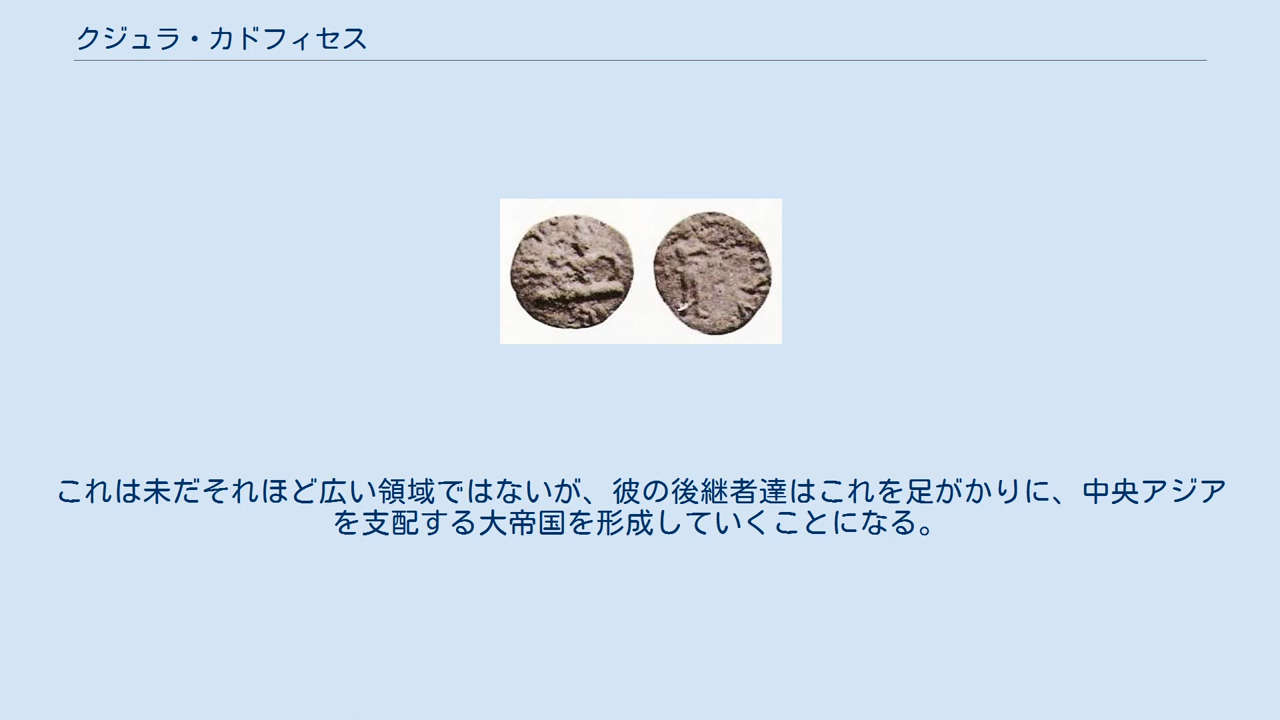 クジュラ・カドフィセス
これは未だそれほど広い領域ではないが、彼の後継者達はこれを足がかりに、中央アジア
を支配する大帝国を形成していくことになる。